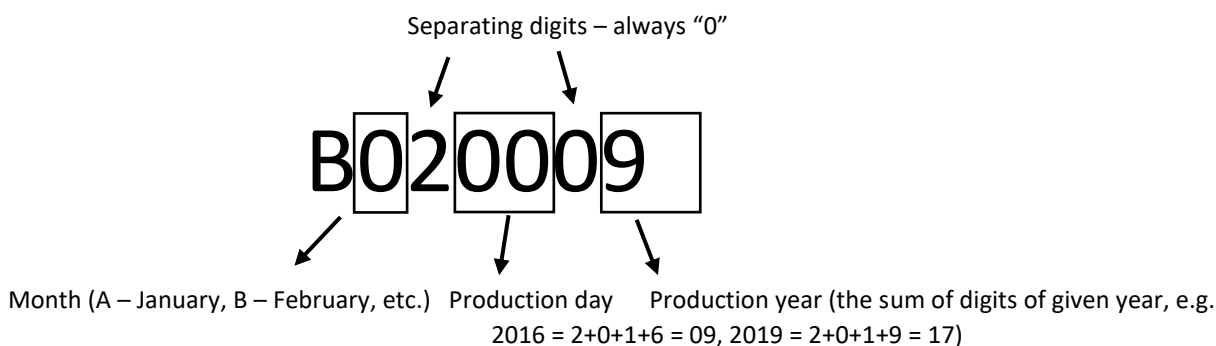 Separating digits – always “0”
B020009
Month (A – January, B – February, etc.) Production day Production year (the sum of digits of given year, e.g.
2016 = 2+0+1+6 = 09, 2019 = 2+0+1+9 = 17)